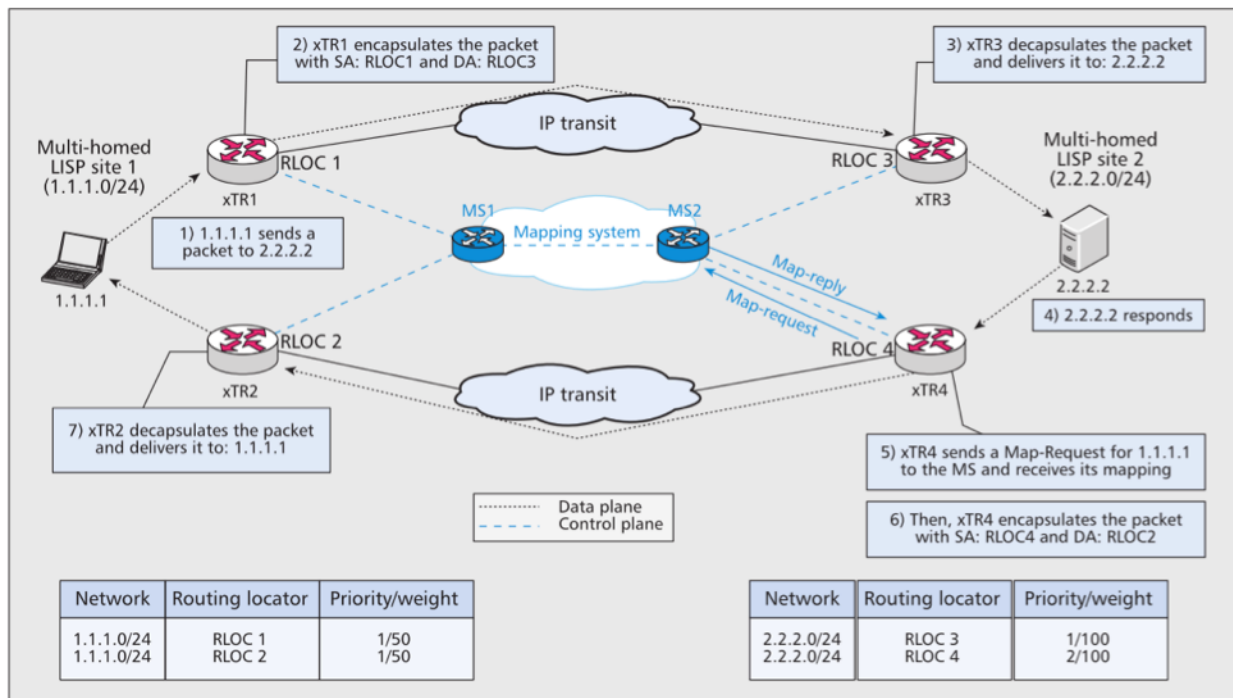 2) xTR1 encapsulates the packet
with SA: RLOC1 and DA: RLOC3
3) xTR3 decapsulates the packet
and delivers it to: 2.2.2.2
IP transit
Multi-homed
LISP site 1
(1.1.1.0/24)
RLOC 1
xTR1
RLOC 3
xTR3
Multi-homed
LISP site 2
(2.2.2.0/24)
MS1
MS2
Mapping system
1) 1.1.1.1 sends a
packet to 2.2.2.2
1.1.1.1
Map-reply
Map-request
2.2.2.2
4) 2.2.2.2 responds
RLOC 2
xTR2
RLOC 4
xTR4
IP transit
7) xTR2 decapsulates the packet
and delivers it to: 1.1.1.1
5) xTR4 sends a Map-Request for 1.1.1.1
to the MS and receives its mapping
6) Then, xTR4 encapsulates the packet
with SA: RLOC4 and DA: RLOC2
Data plane
Control plane
Network Routing locator Priority/weight
1.1.1.0/24 RLOC 1 1/50
1.1.1.0/24 RLOC 2 1/50
Network Routing locator Priority/weight
2.2.2.0/24 RLOC 3 1/100
2.2.2.0/24 RLOC 4 2/100